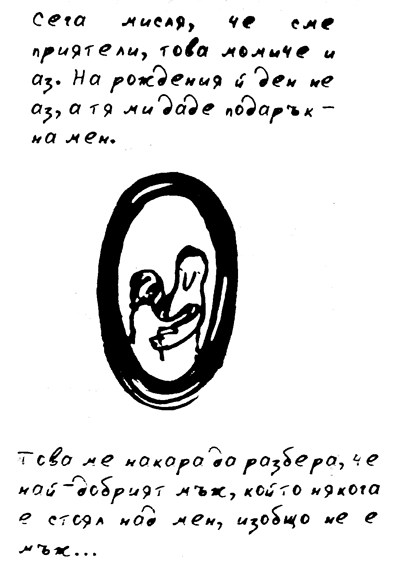 Сега мисля, че сме
приятели, това момиче и
аз. На рождения й ден не
аз, а тя ми даде подарък –
на мен.
Това ме накара да разбера, че
най-добрият мъж, който някога
е стоял над мен, изобщо не е
мъж...